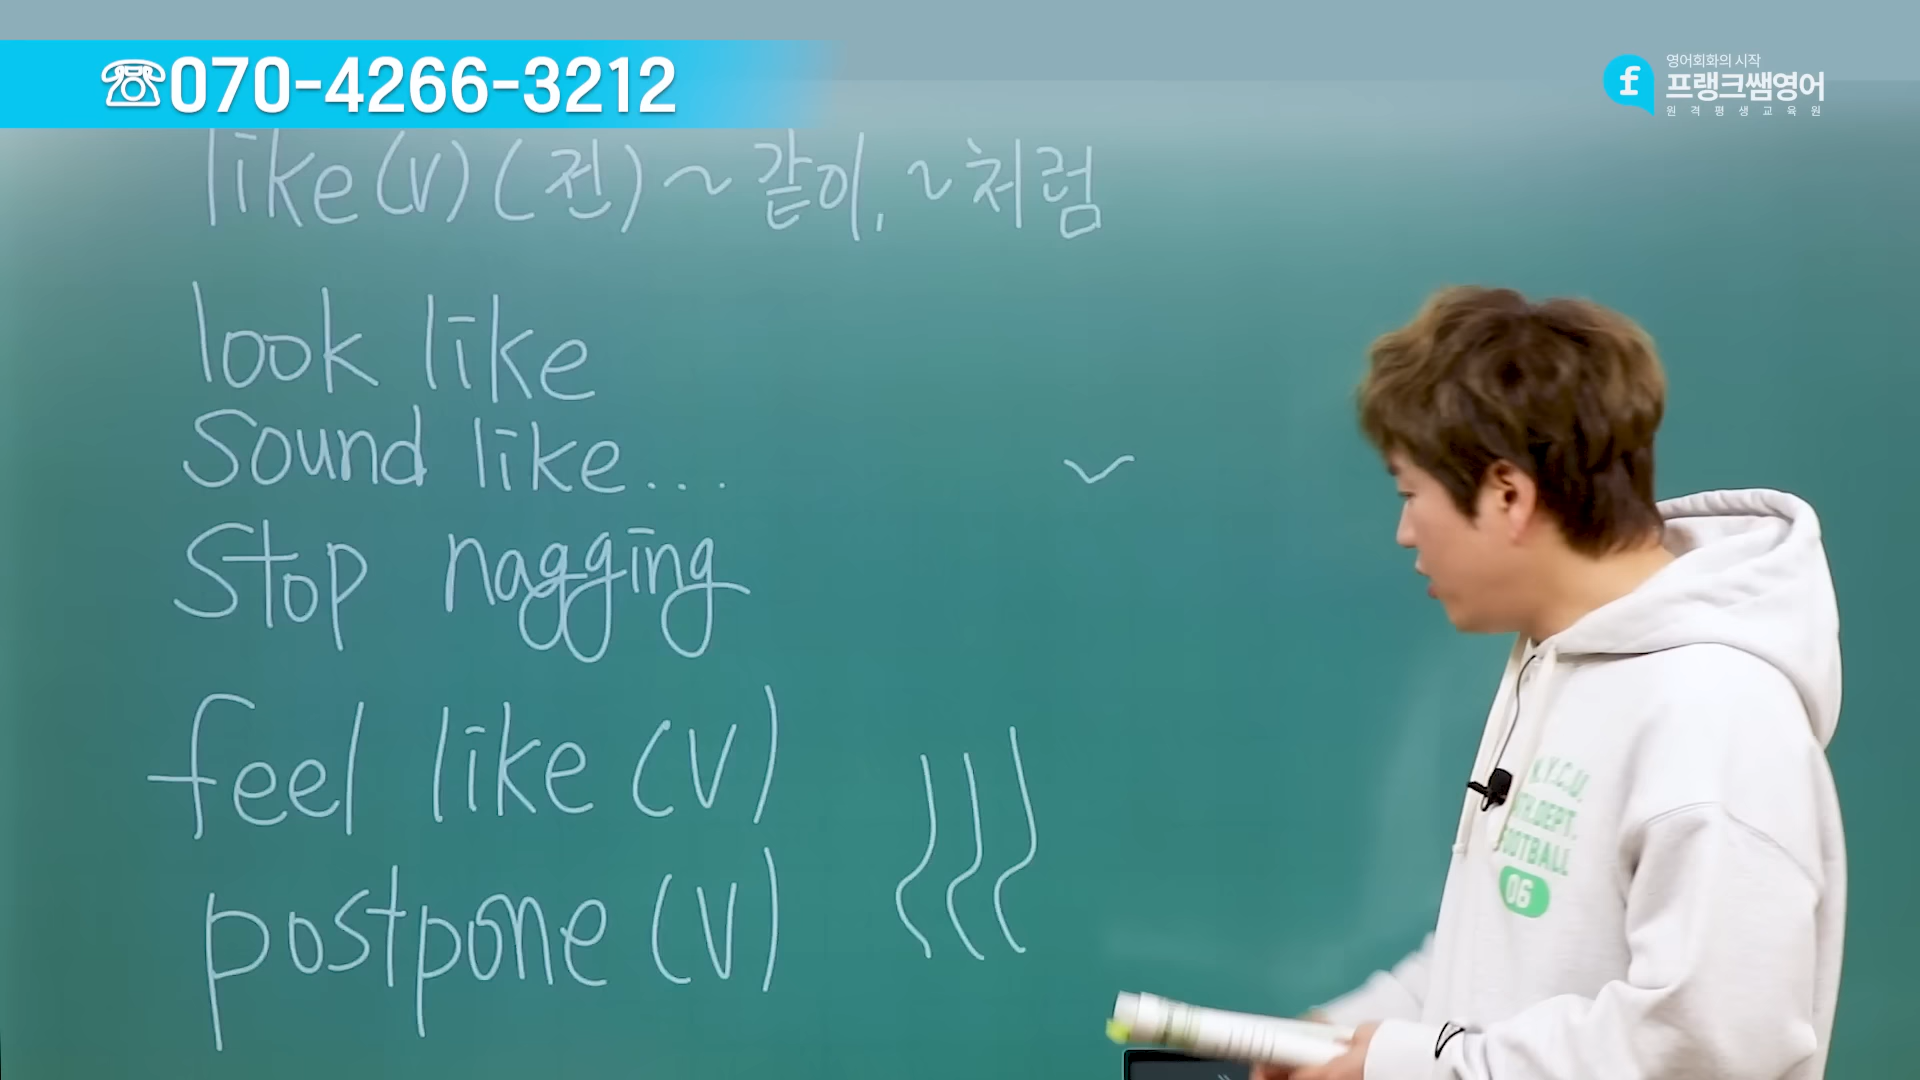 ☎070-4266-3212
영어회화의 시작
프랭크쌤영어
원격평생교육원
like (v) (전) ~같이, ~처럼
look like
Sound like...
Stop nagging
feel like (v)
postpone (v)
FOOTBALL
06